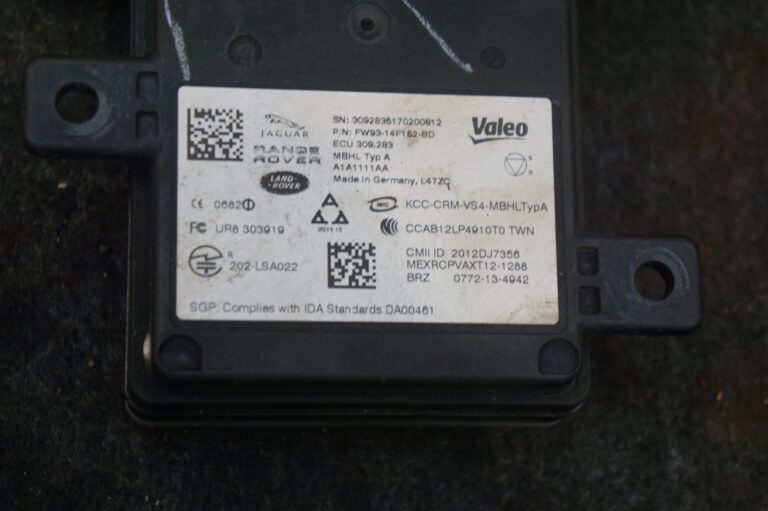 SN: 3092836170200812
P/N: FW93-14F152-BD
ECU 309.283
MBHL Typ A
A1A1111AA
Made in Germany, L47ZC
JAGUAR
RANGE
ROVER
LAND-
ROVER
Valeo
CE 0682
FC UR8 303919
KCC-CRM-VS4-MBHLTypA
CCAB12LP4910T0 TWN
R
202-LSA022
CMII ID 2012DJ7356
MEXRCPVAXT12-1288
BRZ 0772-13-4942
SGP: Complies with IDA Standards DA00461